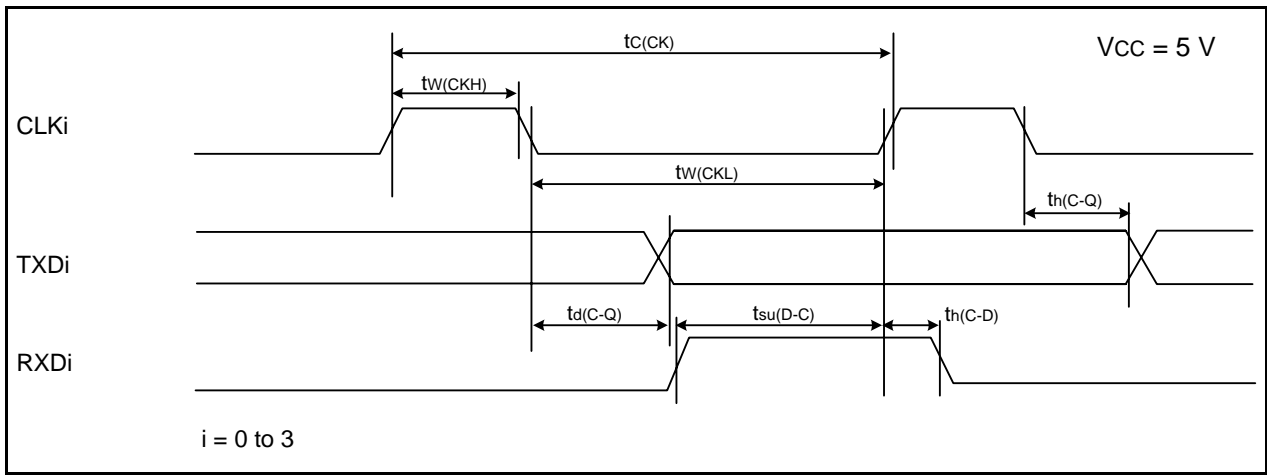 tC(CK)
VCC = 5 V
tW(CKH)
CLKi
tW(CKL)
th(C-Q)
TXDi
td(C-Q)
tsu(D-C)
th(C-D)
RXDi
i = 0 to 3